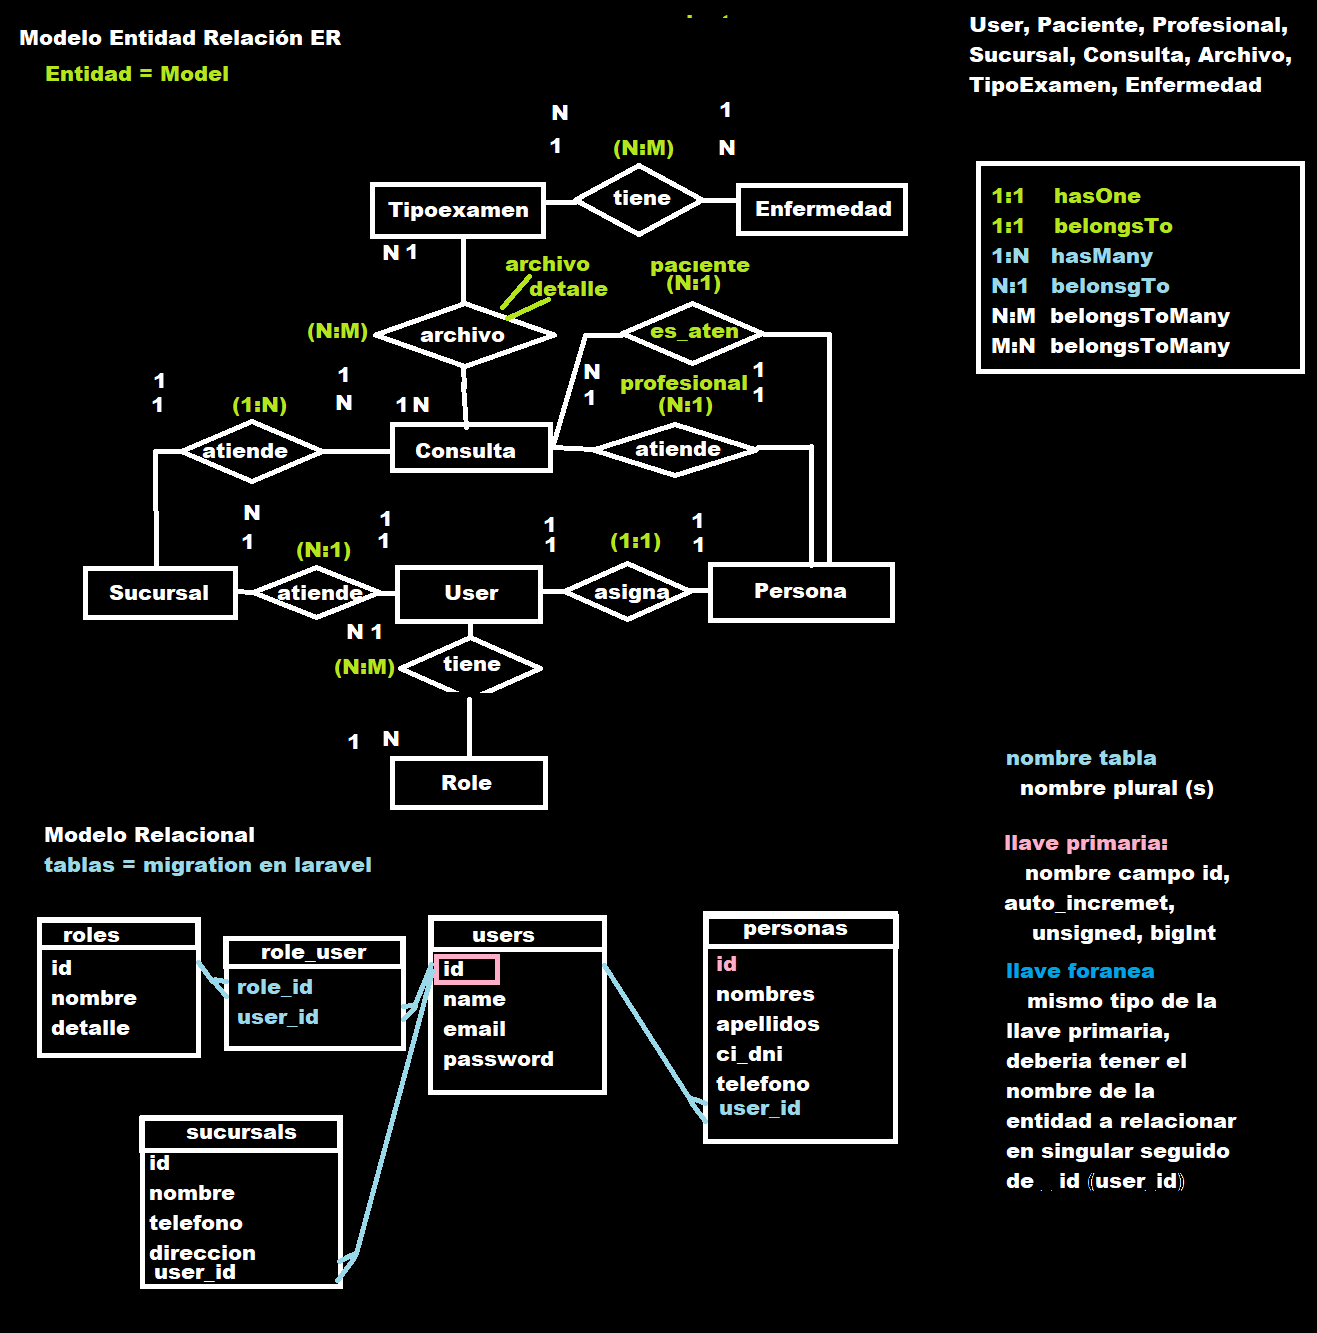 Modelo Entidad Relación ER
Entidad = Model
User, Paciente, Profesional,
Sucursal, Consulta, Archivo,
TipoExamen, Enfermedad
N 1
1 (N:M) N
Tipoexamen tiene Enfermedad
1:1 hasOne
1:1 belongsTo
1:N hasMany
N:1 belonsgTo
N:M belongsToMany
M:N belongsToMany
N 1
archivo
detalle
paciente
(N:1)
(N:M) archivo
es_aten
1 1 N 1
profesional
1 (1:N) N 1 N 1 (N:1) 1
atiende Consulta atiende
N 1 1 1
1 (N:1) 1 1 (1:1) 1
Sucursal atiende User asigna Persona
N 1
(N:M) tiene
1 N
Role
nombre tabla
nombre plural (s)
Modelo Relacional
tablas = migration en laravel
llave primaria:
nombre campo id,
auto_incremet,
unsigned, bigInt
llave foranea
mismo tipo de la
llave primaria,
deberia tener el
nombre de la
entidad a relacionar
en singular seguido
de _ id (user_id)
roles
id
nombre
detalle
role_user
role_id
user_id
users
id
name
email
password
personas
id
nombres
apellidos
ci_dni
telefono
user_id
sucursals
id
nombre
telefono
direccion
user_id